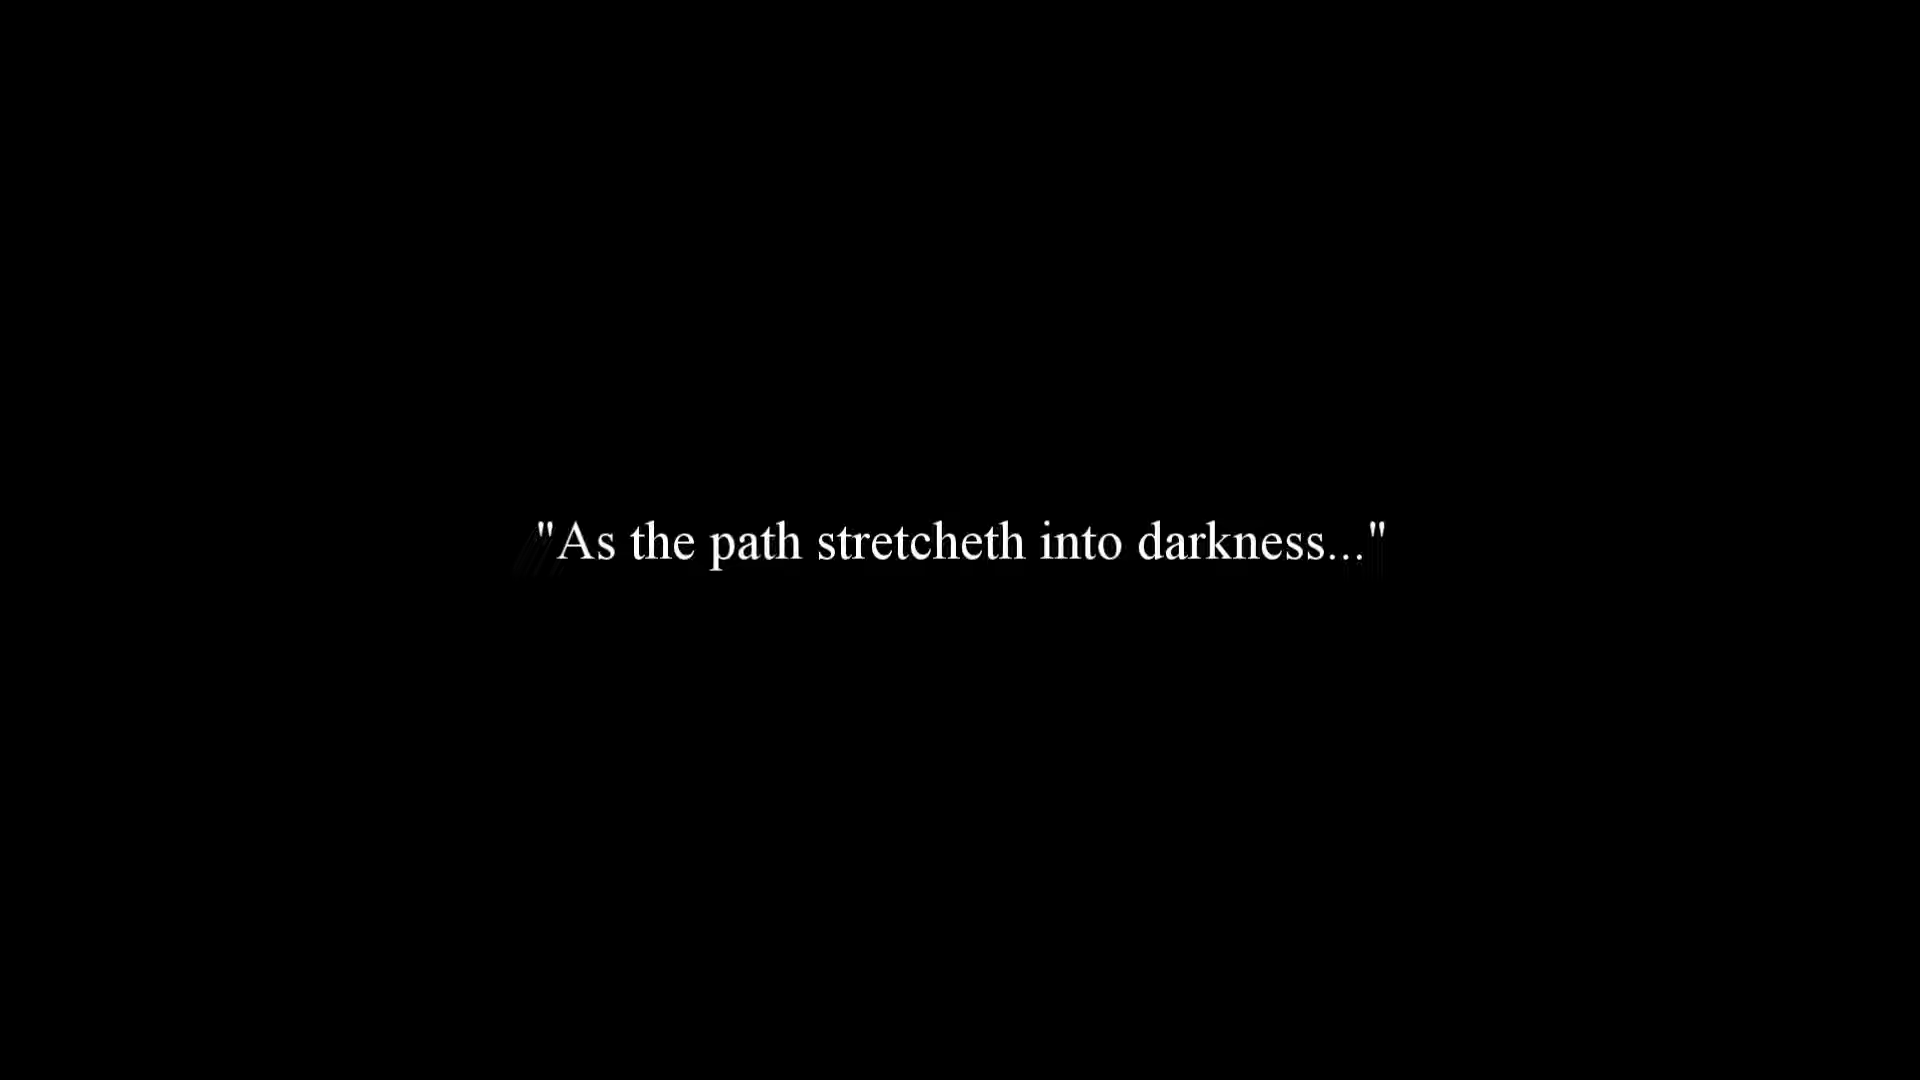 "As the path stretcheth into darkness..."